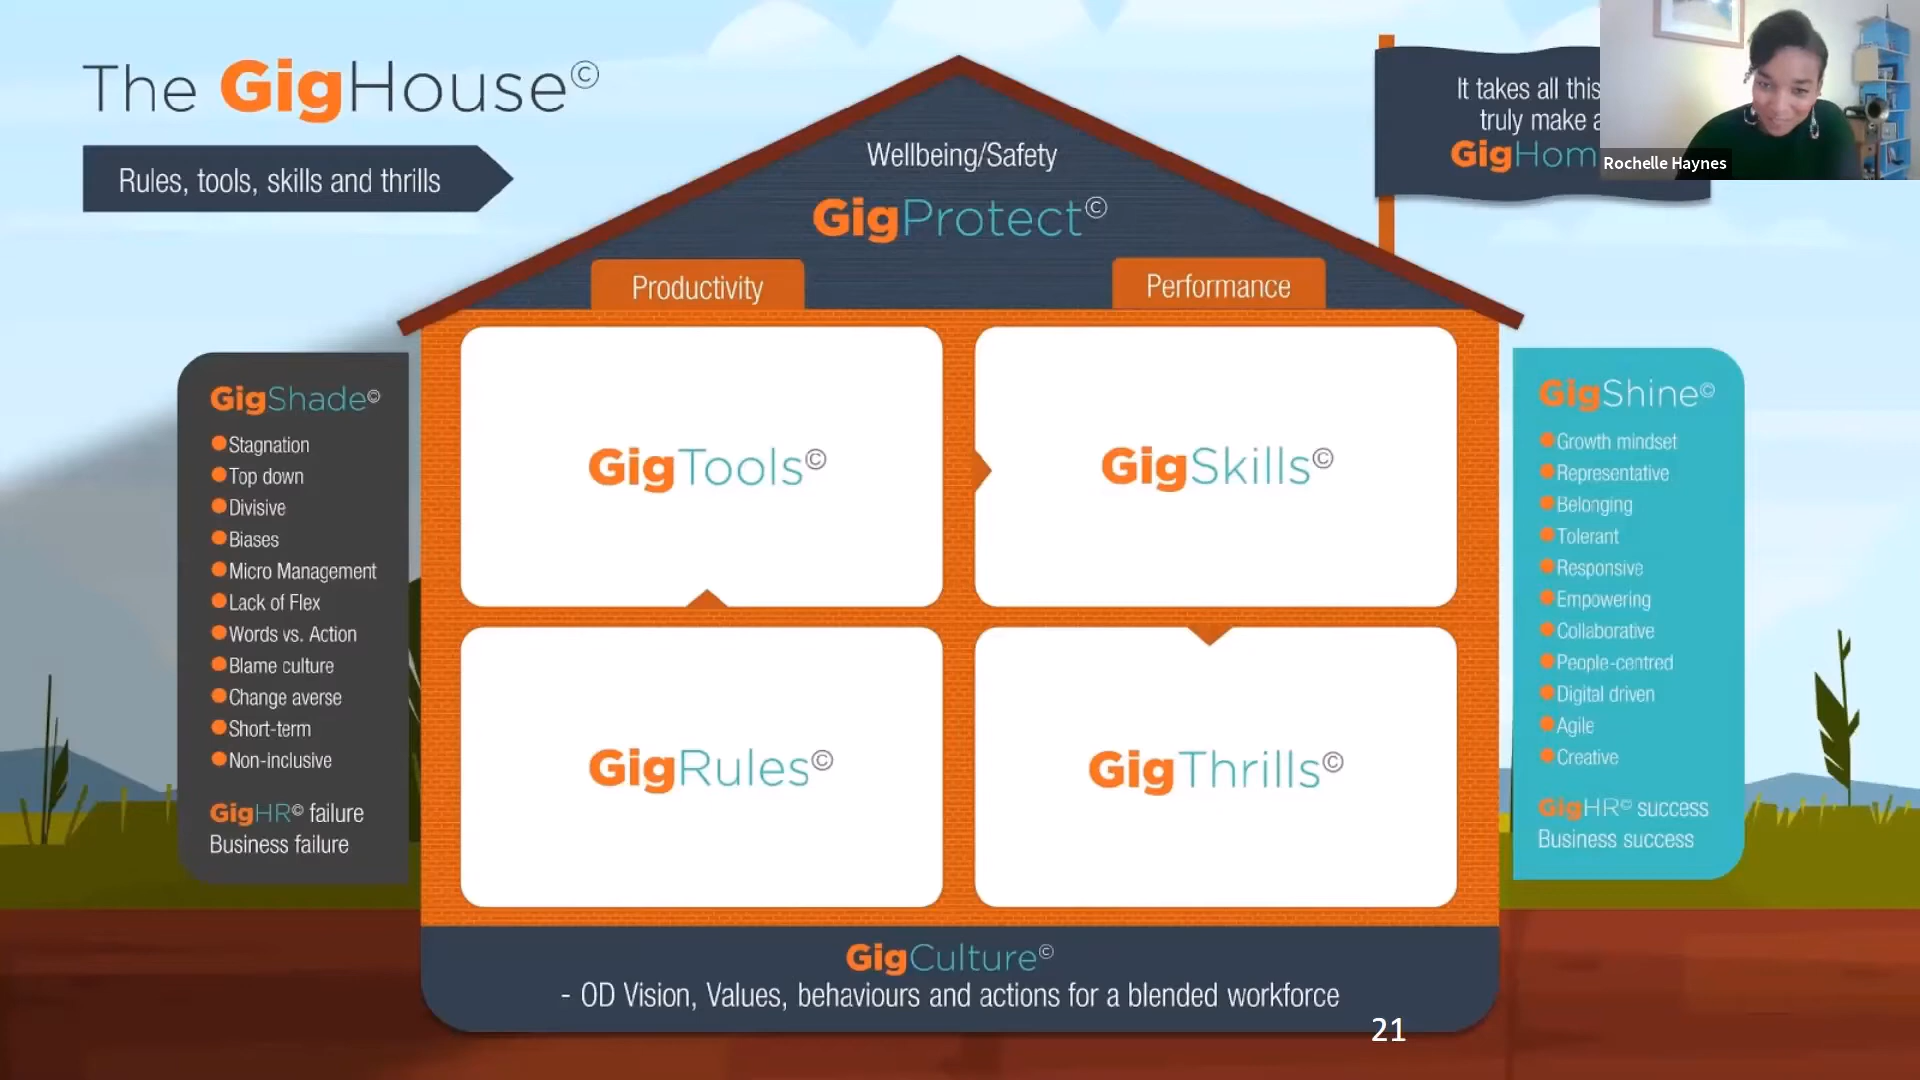 The GigHouse©
Rules, tools, skills and thrills
It takes all this
truly make a
GigHom
Rochelle Haynes
Wellbeing/Safety
GigProtect©
Productivity
Performance
GigShade©
Stagnation
Top down
Divisive
Biases
Micro Management
Lack of Flex
Words vs. Action
Blame culture
Change averse
Short-term
Non-inclusive
GigHR© failure
Business failure
GigTools©
GigSkills©
GigRules©
GigThrills©
GigShine©
Growth mindset
Representative
Belonging
Tolerant
Responsive
Empowering
Collaborative
People-centred
Digital driven
Agile
Creative
GigHR© success
Business success
GigCulture©
- OD Vision, Values, behaviours and actions for a blended workforce
21